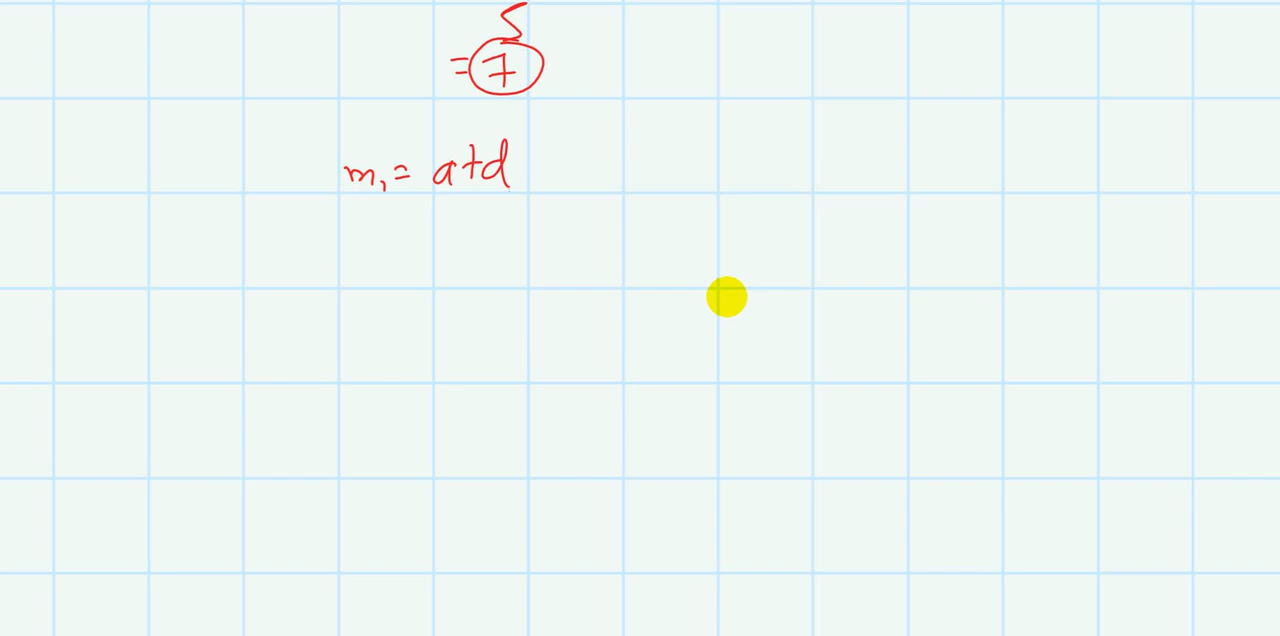 5
= 7
m₁ = a+d